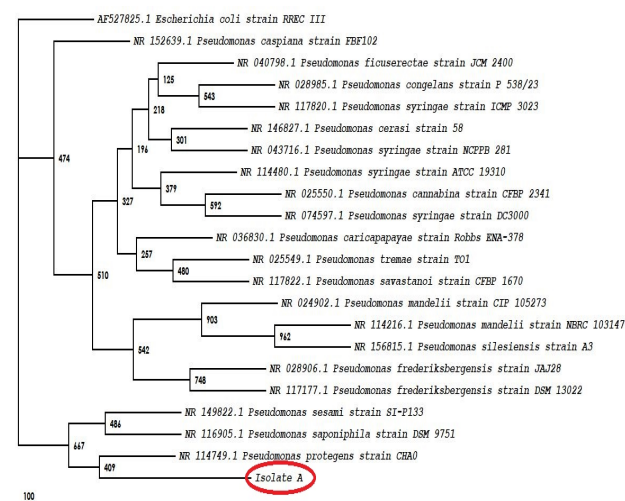 AF527825.1 Escherichia coli strain RREC III
NR 152639.1 Pseudomonas caspiana strain FBF102
NR 040798.1 Pseudomonas ficuserectae strain JCM 2400
125
NR 028985.1 Pseudomonas congelans strain P 538/23
543
NR 117820.1 Pseudomonas syringae strain ICMP 3023
218
NR 146827.1 Pseudomonas cerasi strain 58
301
NR 043716.1 Pseudomonas syringae strain NCPPB 281
196
474
NR 114480.1 Pseudomonas syringae strain ATCC 19310
379
NR 025550.1 Pseudomonas cannabina strain CFBP 2341
592
327
NR 074597.1 Pseudomonas syringae strain DC3000
NR 036830.1 Pseudomonas caricapapayae strain Robbs ENA-378
257
NR 025549.1 Pseudomonas tremae strain TO1
480
510
NR 117822.1 Pseudomonas savastanoi strain CFBP 1670
NR 024902.1 Pseudomonas mandelii strain CIP 105273
903
NR 114216.1 Pseudomonas mandelii strain NBRC 103147
962
NR 156815.1 Pseudomonas silesiensis strain A3
542
NR 028906.1 Pseudomonas frederiksbergensis strain JAJ28
748
NR 117177.1 Pseudomonas frederiksbergensis strain DSM 13022
NR 149822.1 Pseudomonas sesami strain SI-P133
486
NR 116905.1 Pseudomonas saponiphila strain DSM 9751
667
NR 114749.1 Pseudomonas protegens strain CHA0
409
Isolate A
100